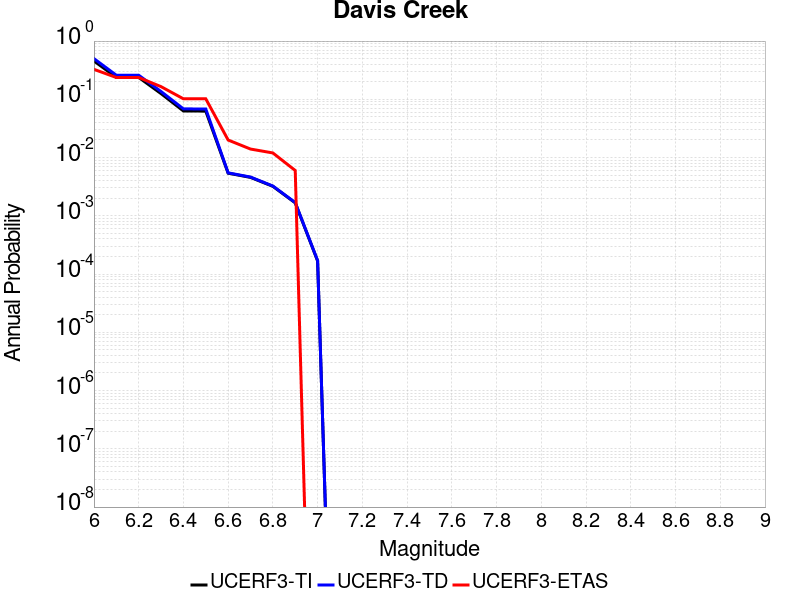 Davis Creek
10^0
10^-1
10^-2
10^-3
10^-4
10^-5
10^-6
10^-7
10^-8
Annual Probability
6 6.2 6.4 6.6 6.8 7 7.2 7.4 7.6 7.8 8 8.2 8.4 8.6 8.8 9
Magnitude
UCERF3-TI UCERF3-TD UCERF3-ETAS